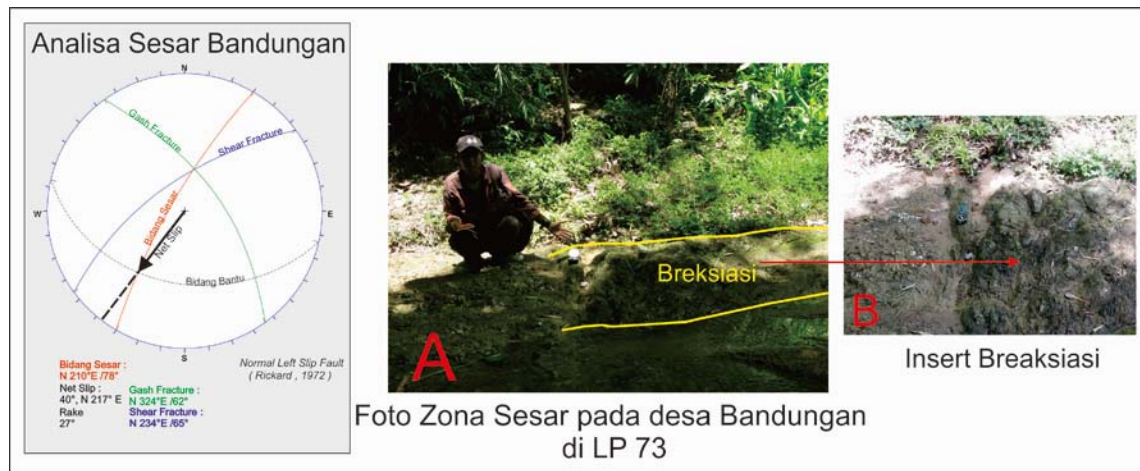 Analisa Sesar Bandungan
N
Gash Fracture
Shear Fracture
W
E
Bidang Sesar
Net Slip
Bidang Bantu
S
Bidang Sesar :
N 210°E /78°
Net Slip :
40°, N 217° E
Rake
27°
Gash Fracture :
N 324°E /62°
Shear Fracture :
N 234°E /65°
Normal Left Slip Fault
( Rickard , 1972 )
Breksiasi
A
B
Insert Breaksiasi
Foto Zona Sesar pada desa Bandungan
di LP 73